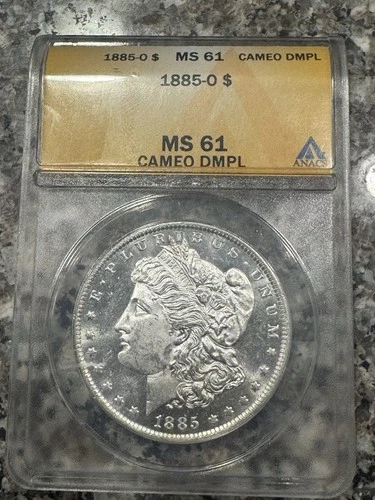 1885-O $ MS 61 CAMEO DMPL
1885-O $
MS 61
CAMEO DMPL
ANACS
E·PLURIBUS·UNUM
1885